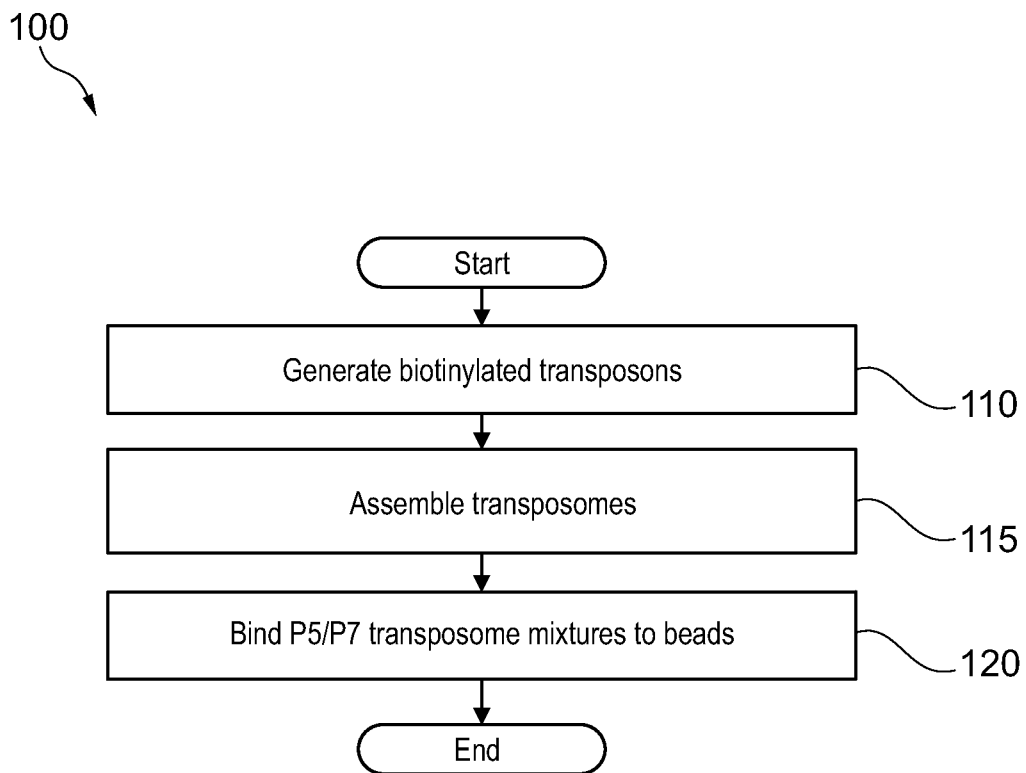 100
Start
Generate biotinylated transposons
110
Assemble transposomes
115
Bind P5/P7 transposome mixtures to beads
120
End